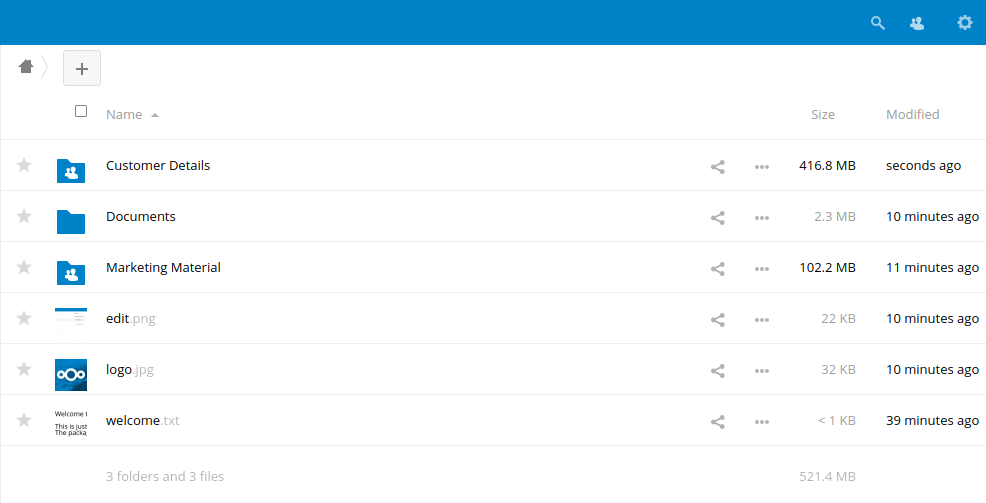 Name Size Modified
Customer Details 416.8 MB seconds ago
Documents 2.3 MB 10 minutes ago
Marketing Material 102.2 MB 11 minutes ago
edit.png 22 KB 10 minutes ago
logo.jpg 32 KB 10 minutes ago
Welcome t
This is just
The packa
welcome.txt < 1 KB 39 minutes ago
3 folders and 3 files 521.4 MB